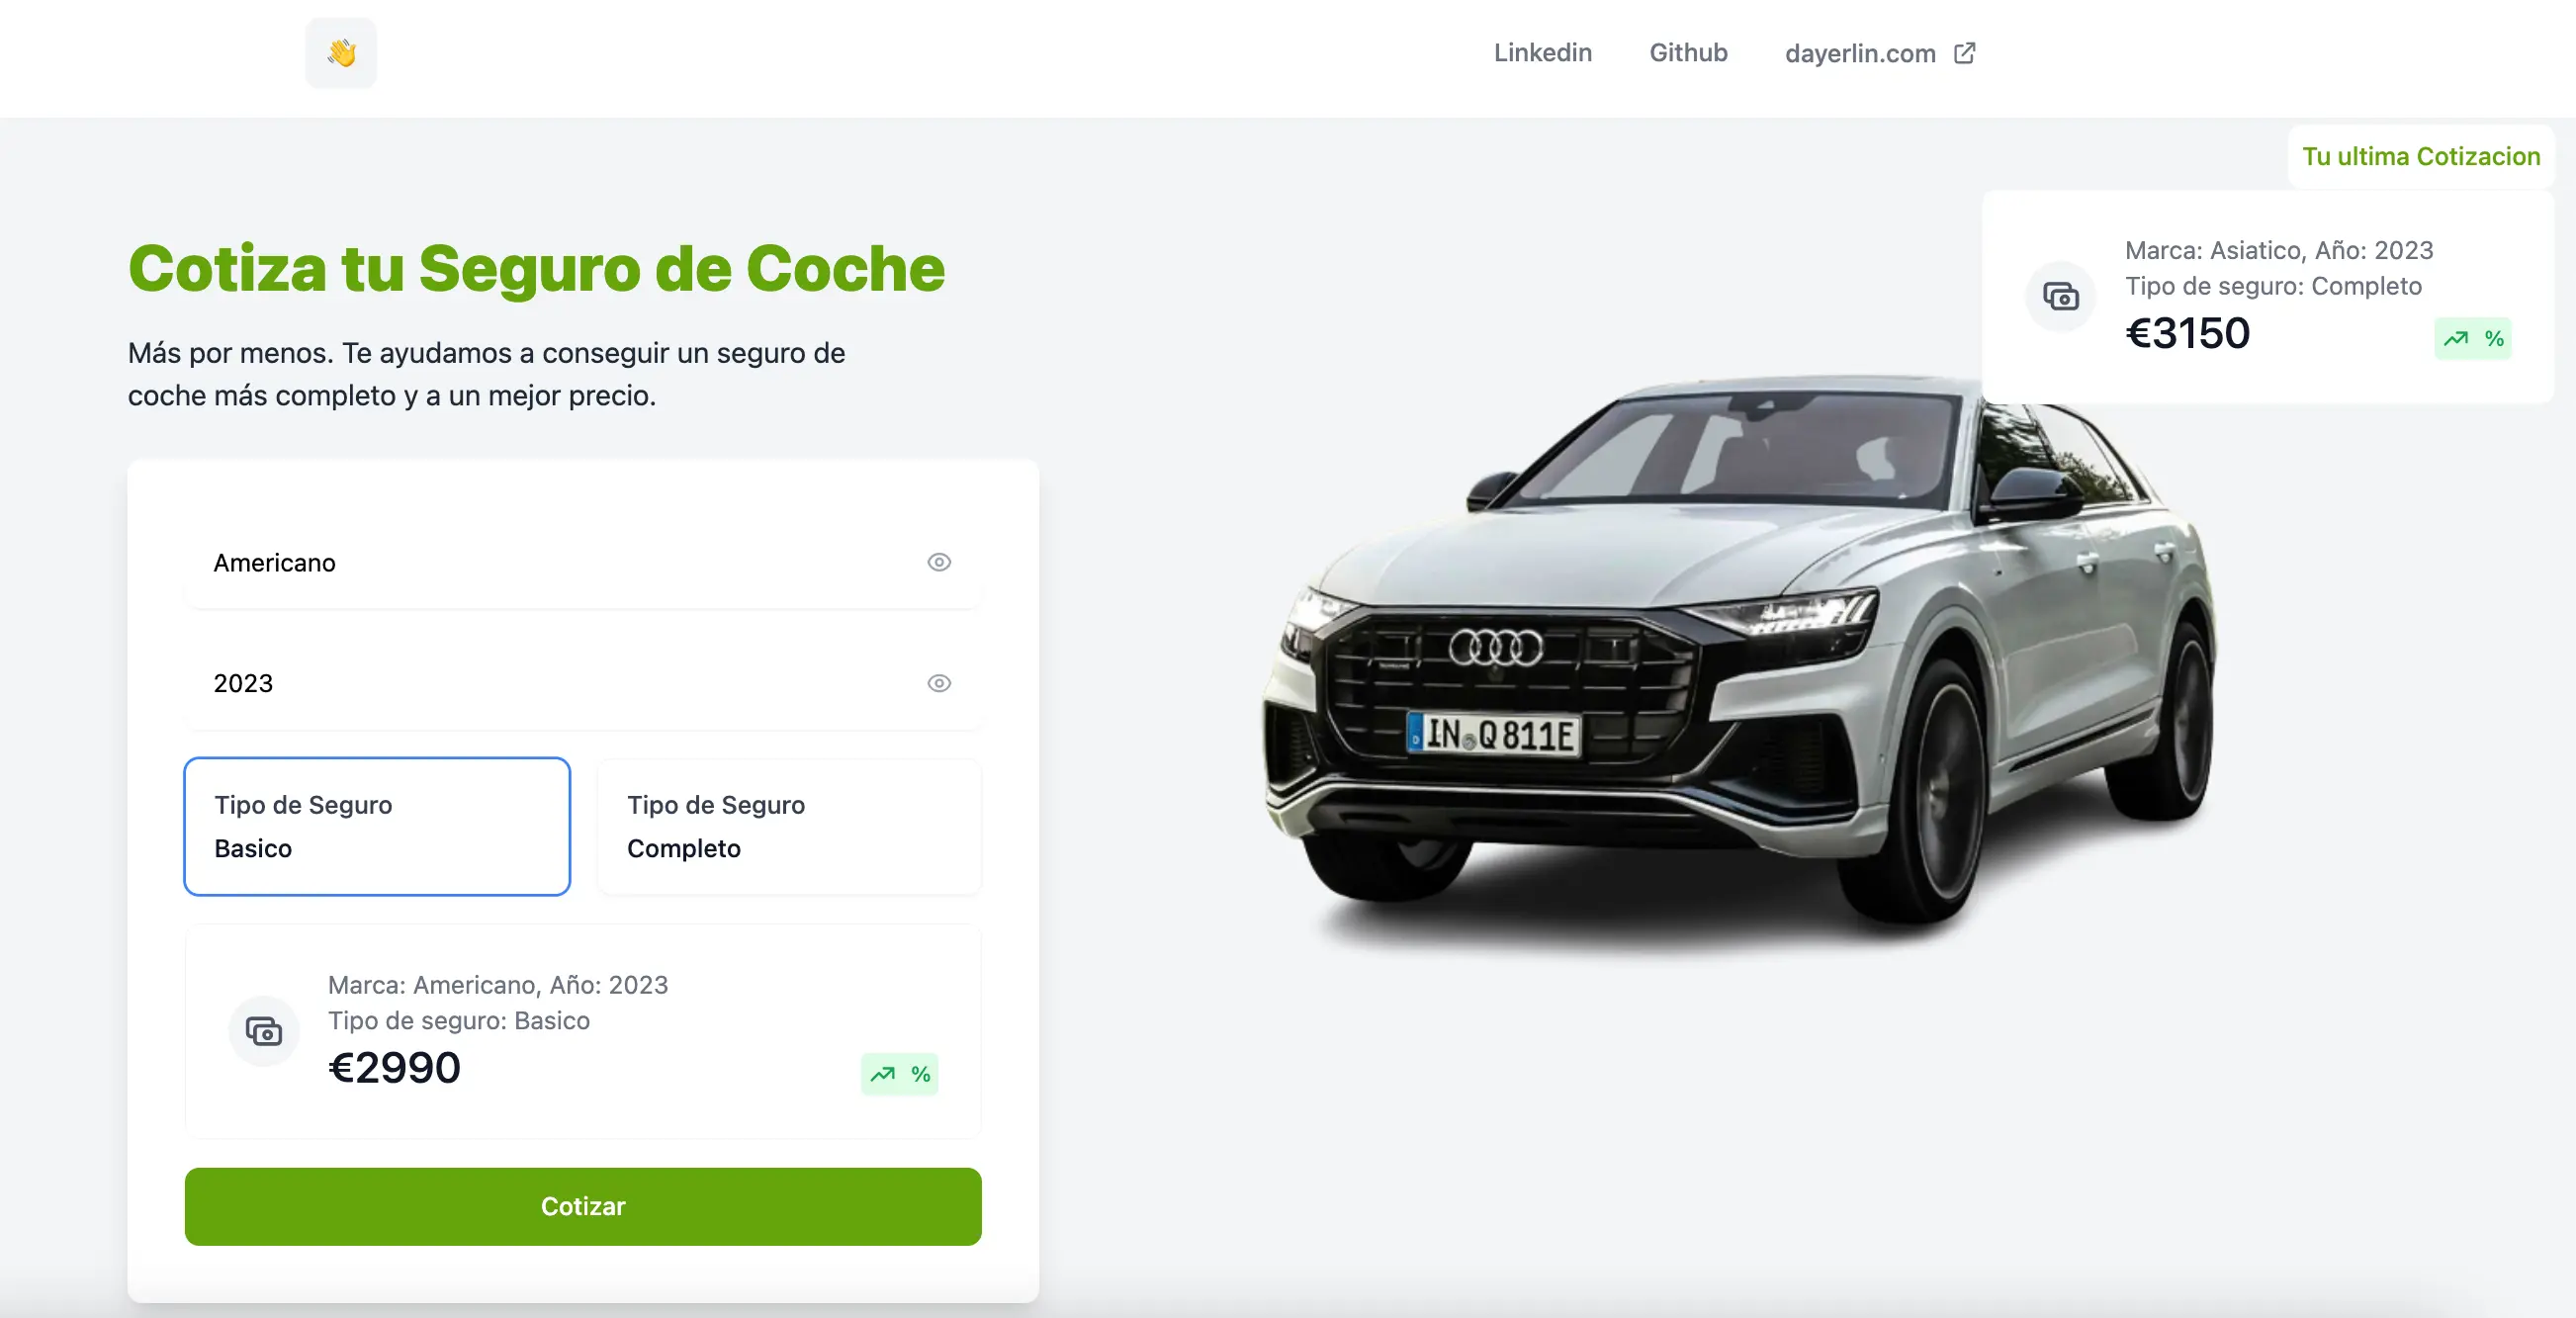 Linkedin
Github
dayerlin.com
Tu ultima Cotizacion
Marca: Asiatico, Año: 2023
Tipo de seguro: Completo
€3150
%
Cotiza tu Seguro de Coche
Más por menos. Te ayudamos a conseguir un seguro de
coche más completo y a un mejor precio.
Americano
2023
Tipo de Seguro
Basico
Tipo de Seguro
Completo
Marca: Americano, Año: 2023
Tipo de seguro: Basico
€2990
%
Cotizar
IN Q 811E